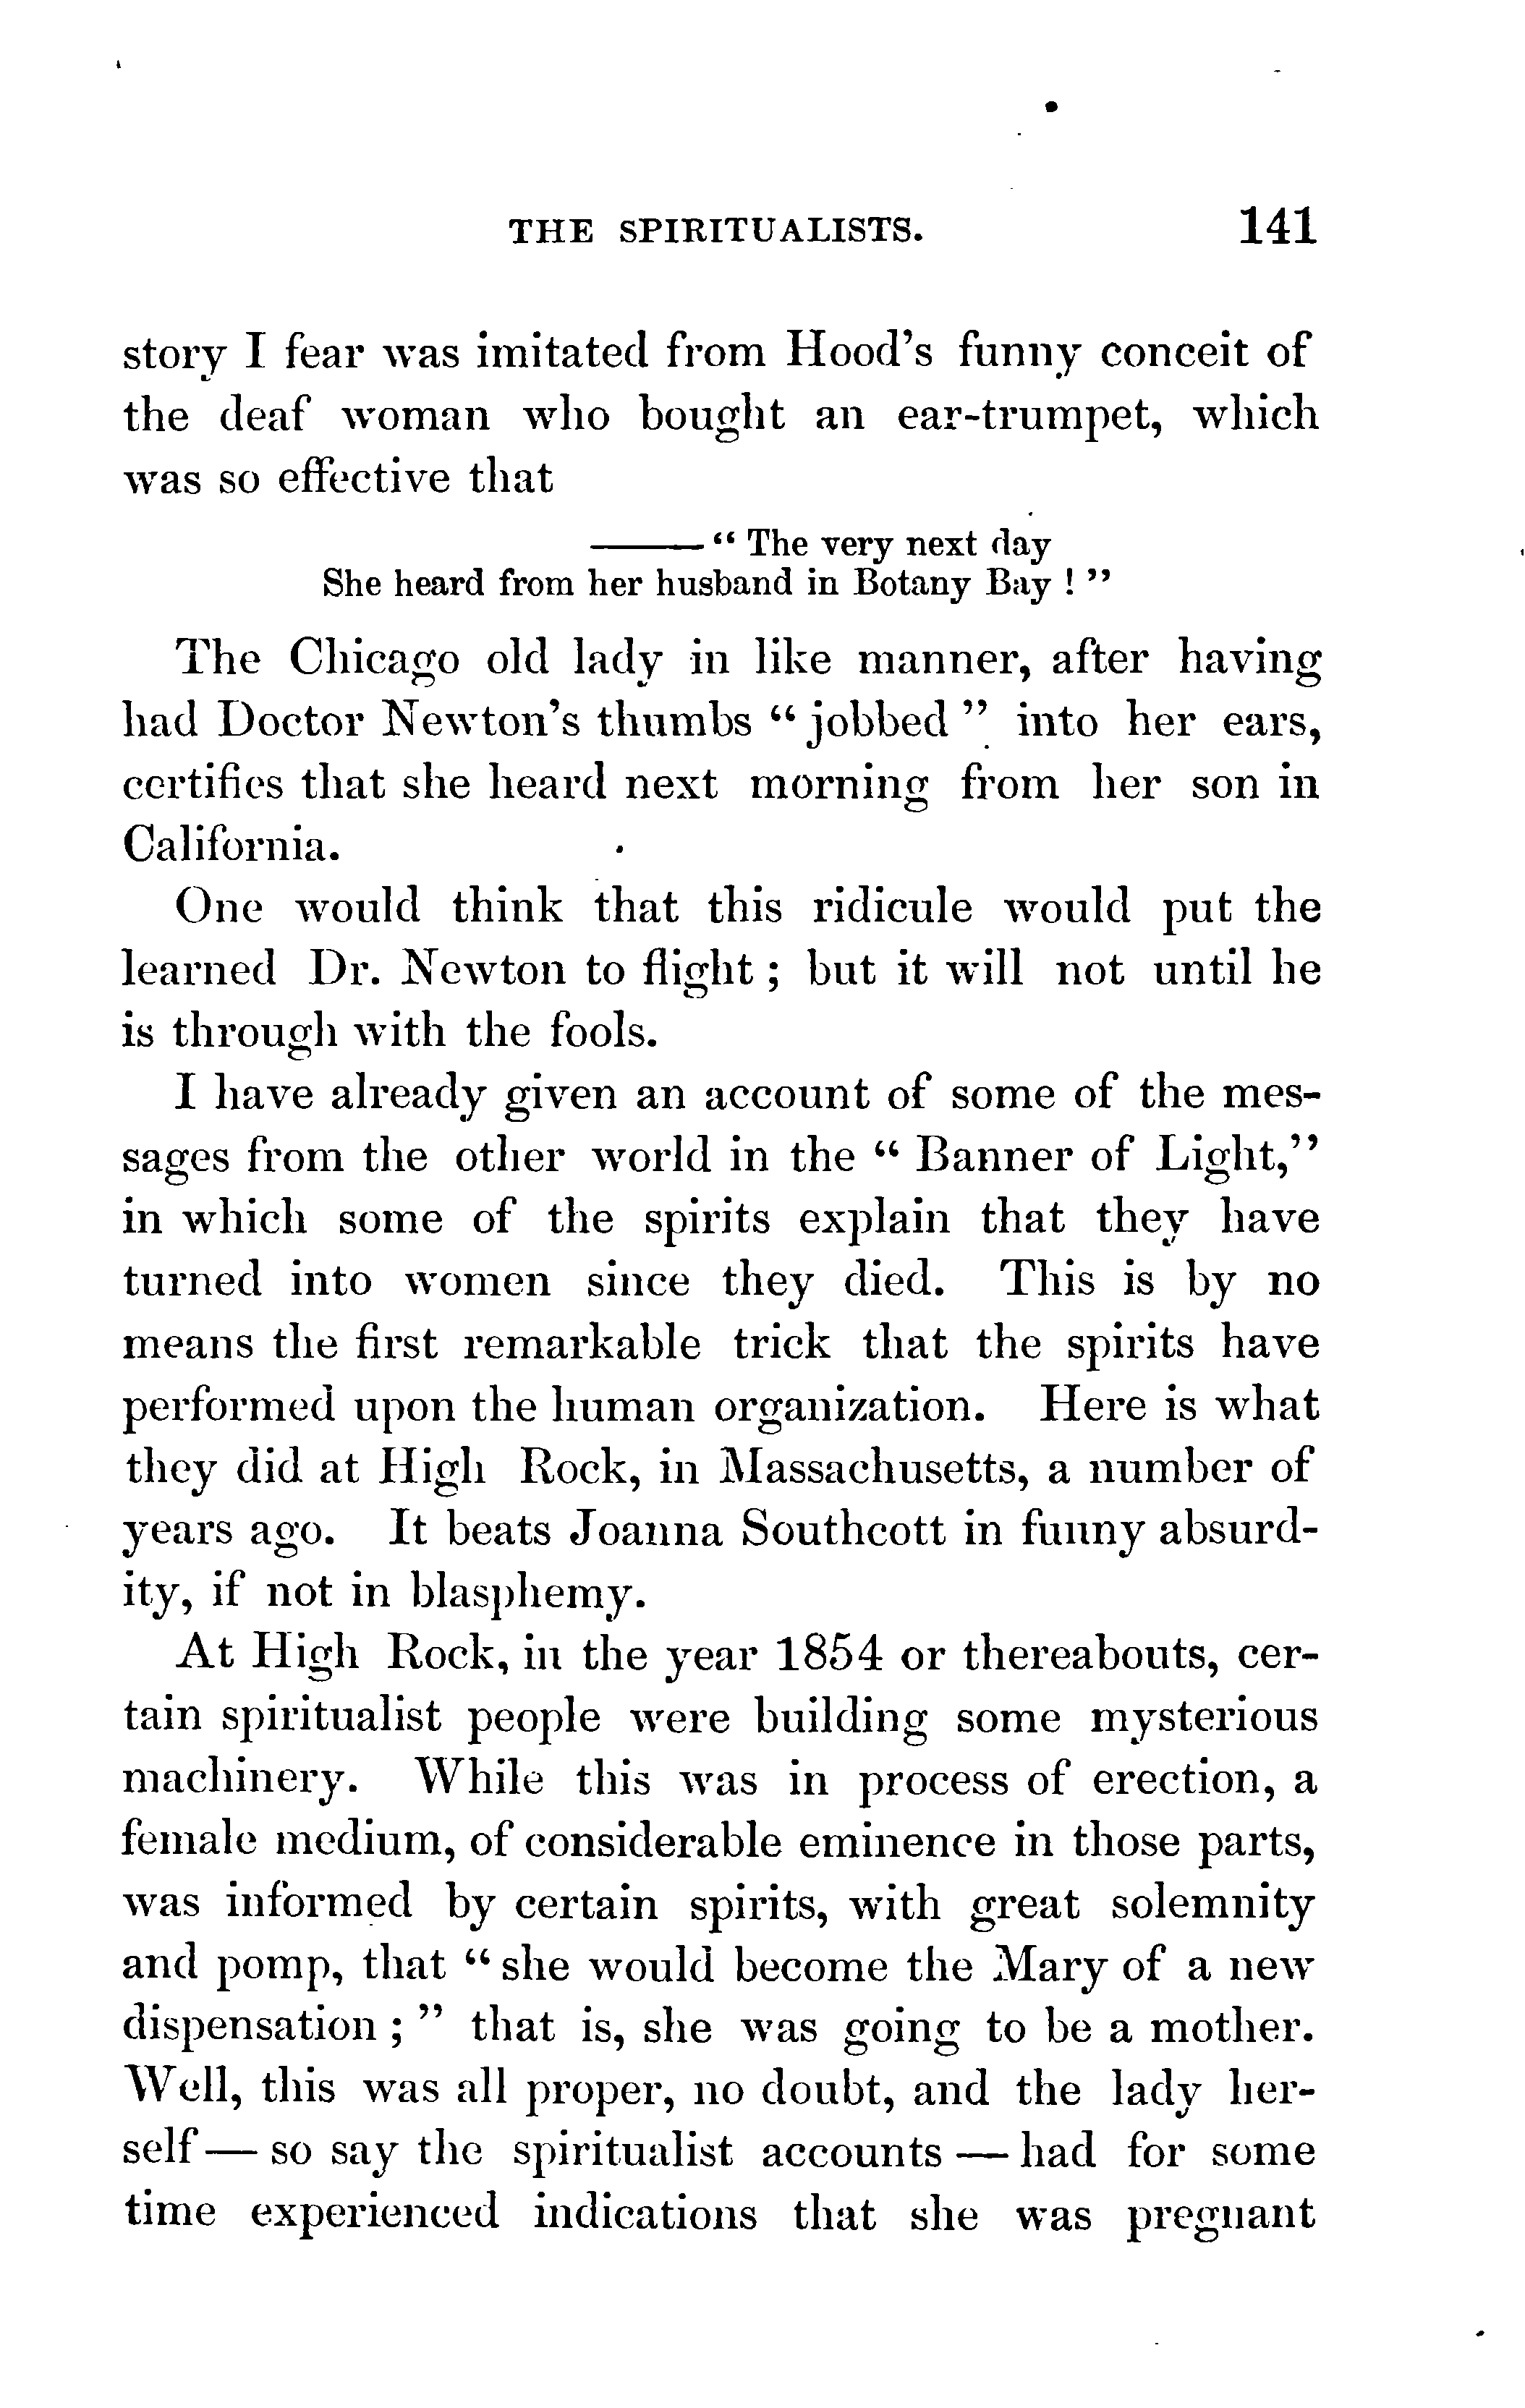 THE SPIRITUALISTS. 141
story I fear was imitated from Hood's funny conceit of
the deaf woman who bought an ear-trumpet, which
was so effective that
——— “ The very next day
She heard from her husband in Botany Bay ! ”
The Chicago old lady in like manner, after having
had Doctor Newton's thumbs “ jobbed ” into her ears,
certifies that she heard next morning from her son in
California.
One would think that this ridicule would put the
learned Dr. Newton to flight ; but it will not until he
is through with the fools.
I have already given an account of some of the mes-
sages from the other world in the “ Banner of Light,”
in which some of the spirits explain that they have
turned into women since they died. This is by no
means the first remarkable trick that the spirits have
performed upon the human organization. Here is what
they did at High Rock, in Massachusetts, a number of
years ago. It beats Joanna Southcott in funny absurd-
ity, if not in blasphemy.
At High Rock, in the year 1854 or thereabouts, cer-
tain spiritualist people were building some mysterious
machinery. While this was in process of erection, a
female medium, of considerable eminence in those parts,
was informed by certain spirits, with great solemnity
and pomp, that “ she would become the Mary of a new
dispensation ; ” that is, she was going to be a mother.
Well, this was all proper, no doubt, and the lady her-
self — so say the spiritualist accounts — had for some
time experienced indications that she was pregnant